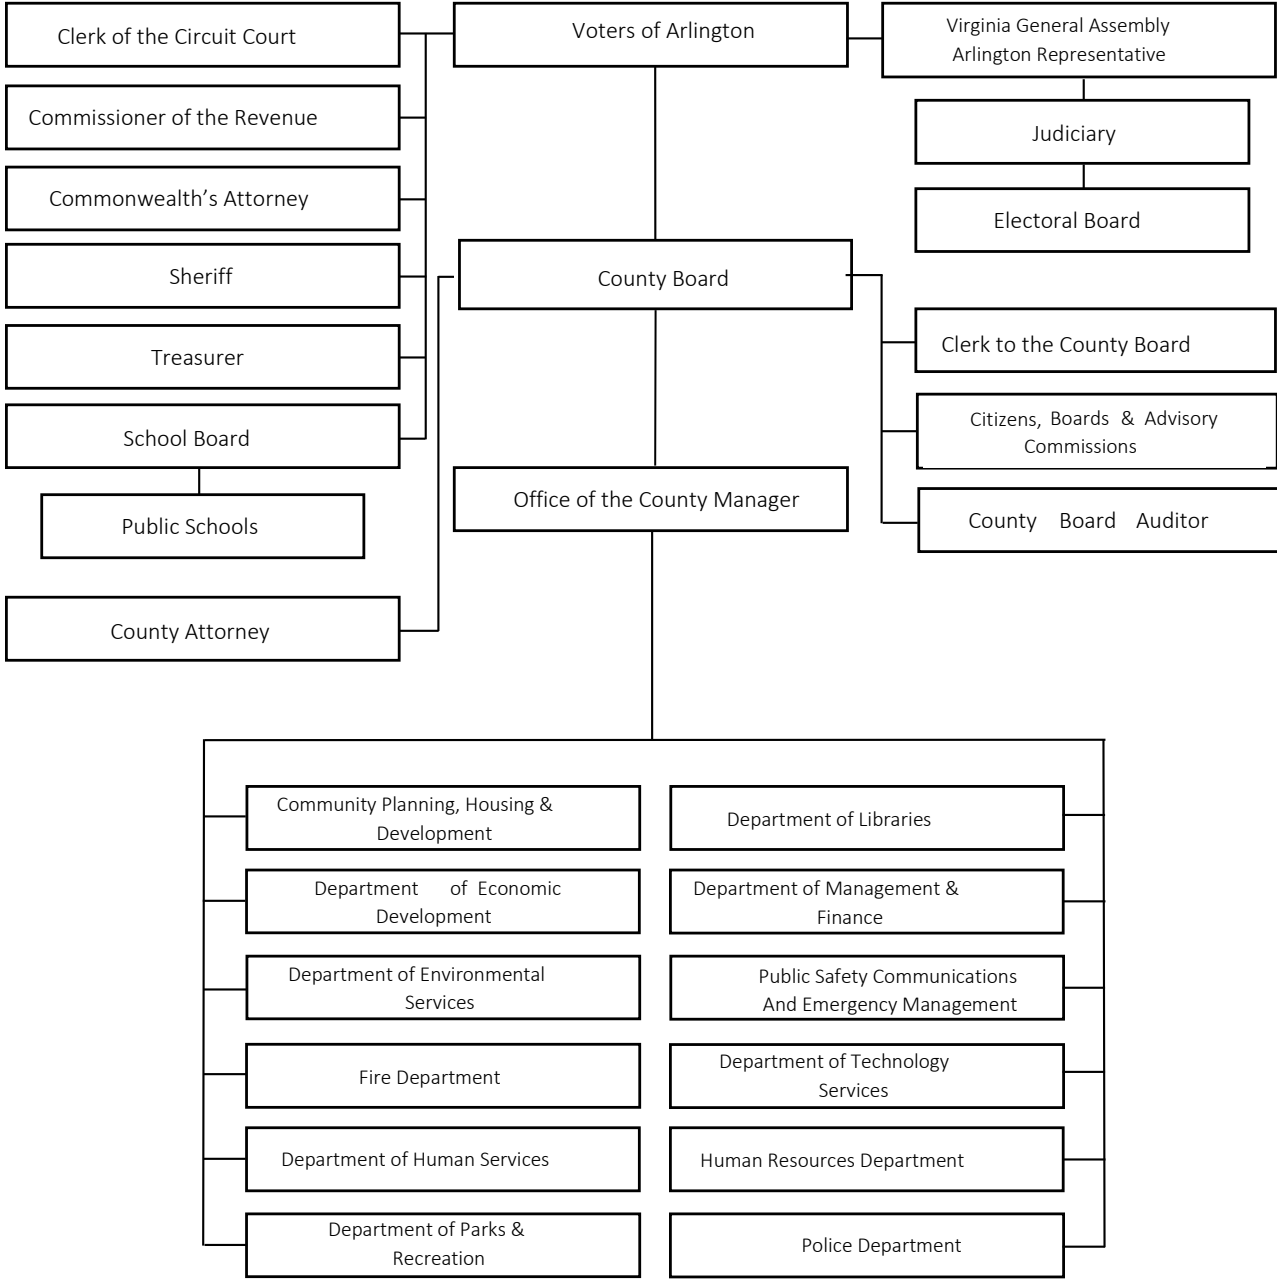 Clerk of the Circuit Court
Voters of Arlington
Virginia General Assembly
Arlington Representative
Commissioner of the Revenue
Judiciary
Commonwealth’s Attorney
Electoral Board
Sheriff
County Board
Treasurer
Clerk to the County Board
School Board
Citizens, Boards & Advisory
Commissions
Public Schools
Office of the County Manager
County Board Auditor
County Attorney
Community Planning, Housing &
Development
Department of Libraries
Department of Economic
Development
Department of Management &
Finance
Department of Environmental
Services
Public Safety Communications
And Emergency Management
Fire Department
Department of Technology
Services
Department of Human Services
Human Resources Department
Department of Parks &
Recreation
Police Department